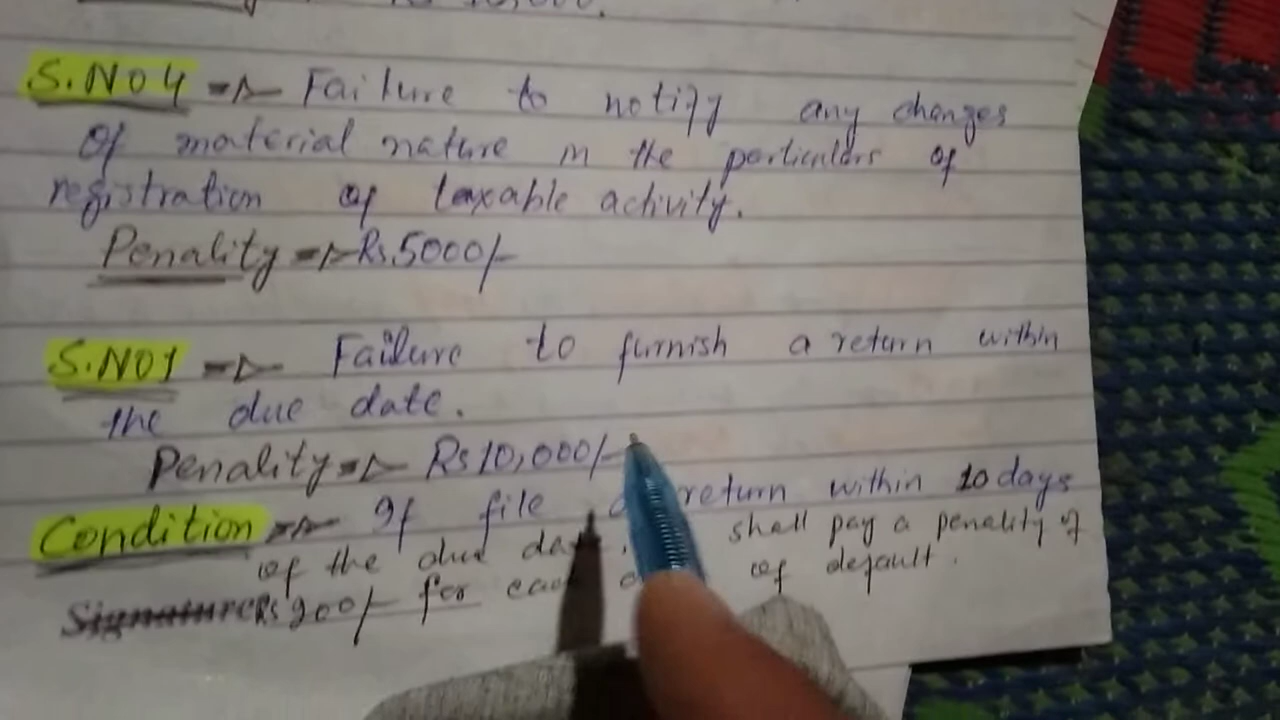 S.NO4 => Failure to notify any changes
of material nature in the particulars of
registration of taxable activity.
Penality => Rs.5000/-
S.NO1 => Failure to furnish a return within
the due date.
Penality => Rs 10,000/-
Condition => If file return within 10 days
of the due shall pay a penality of
Rs 200/- for of default.